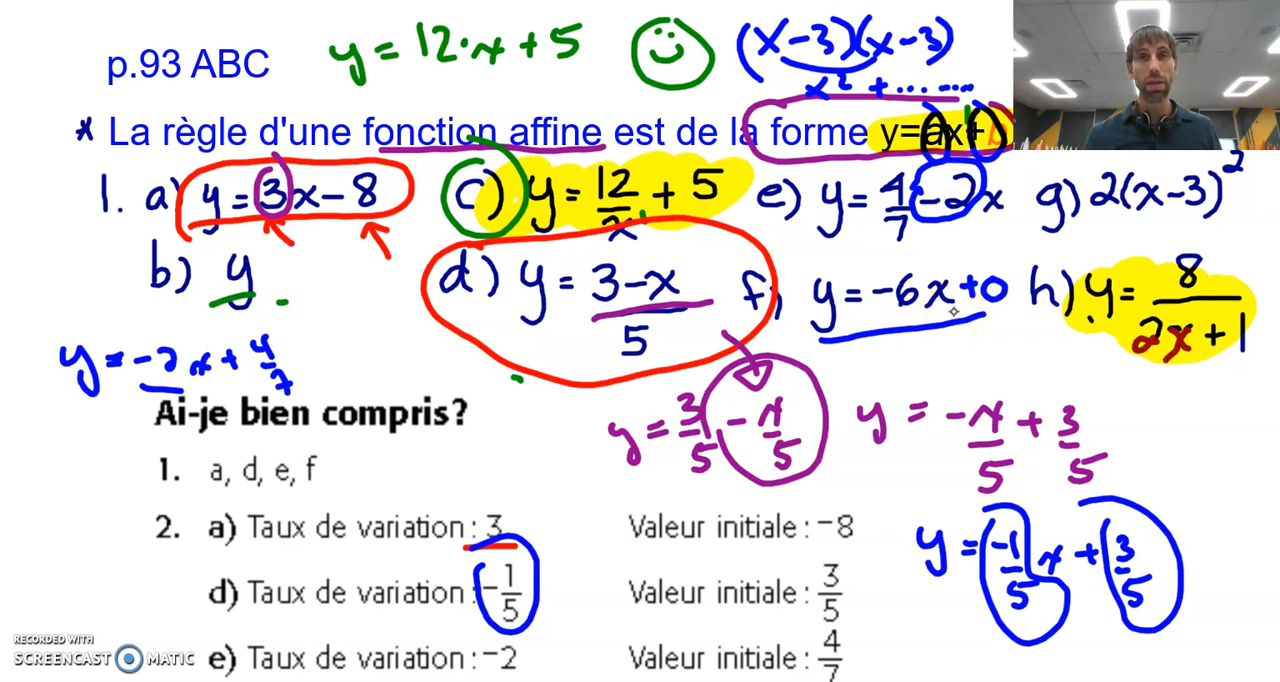 p.93 ABC y = 12·x + 5 (x-3)(x-3)
x² + ......
* La règle d'une fonction affine est de la forme y=ax+
1. a) y = 3x - 8 c) y = 12/x + 5 e) y = 4/7 - 2x g) 2(x-3)²
b) y d) y = 3-x/5 f) y = -6x + 0 h) y = 8/2x + 1
y = -2x + 4/7
y = 3/5 - x/5 y = -x/5 + 3/5
Ai-je bien compris?
1. a, d, e, f
2. a) Taux de variation : 3 Valeur initiale : -8
y = -1/5 x + 3/5
d) Taux de variation : -1/5 Valeur initiale : 3/5
RECORDED WITH
SCREENCAST MATIC
e) Taux de variation : -2 Valeur initiale : 4/7